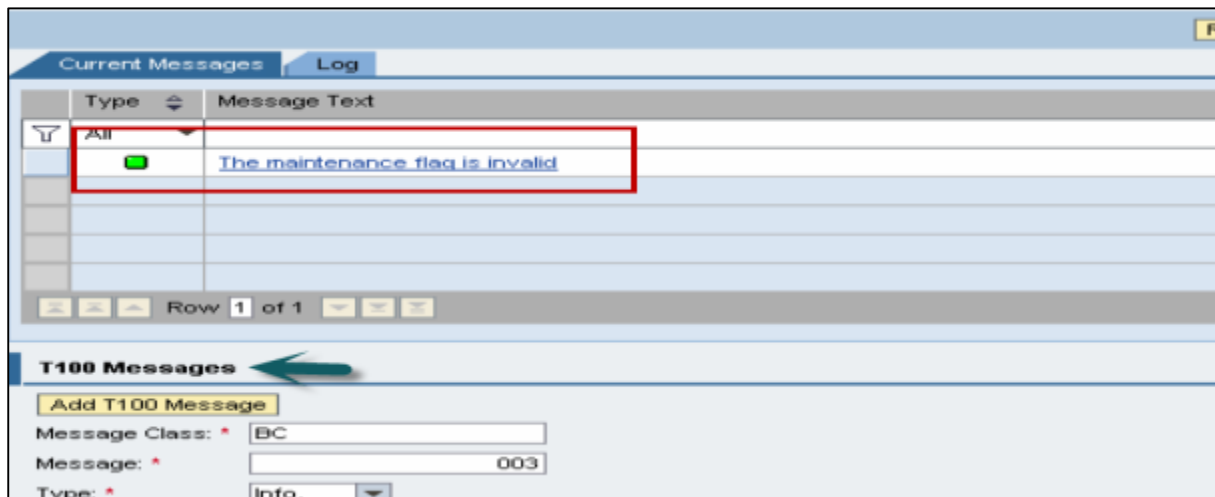 Current Messages Log
Type Message Text
All
The maintenance flag is invalid
Row 1 of 1
T100 Messages
Add T100 Message
Message Class: * BC
Message: * 003
Type: * Info